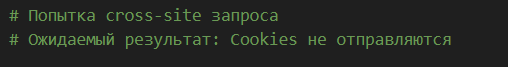 # Попытка cross-site запроса
# Ожидаемый результат: Cookies не отправляются